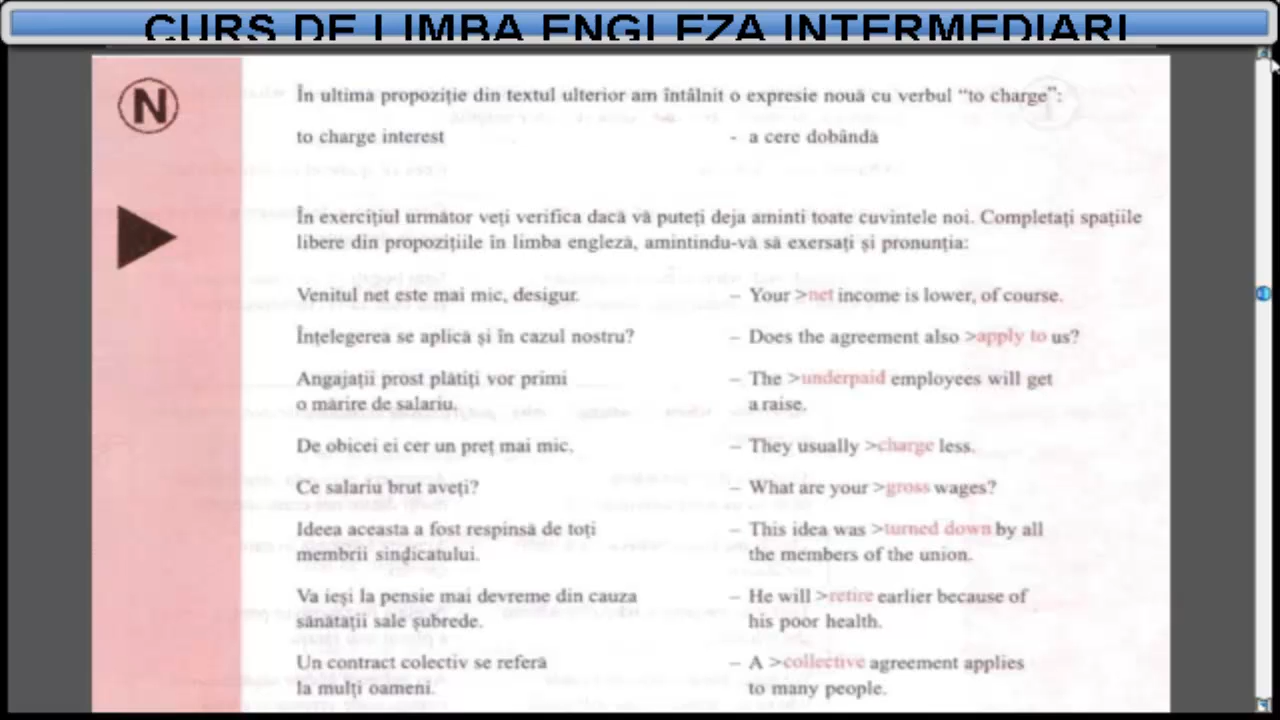 CURS DE LIMBA ENGLEZA INTERMEDIARI
N
În ultima propoziție din textul ulterior am întâlnit o expresie nouă cu verbul “to charge”:
to charge interest - a cere dobândă
În exercițiul următor veți verifica dacă vă puteți deja aminti toate cuvintele noi. Completați spațiile
libere din propozițiile în limba engleză, amintindu-vă să exersați și pronunția:
Venitul net este mai mic, desigur. – Your >net income is lower, of course.
Înțelegerea se aplică și în cazul nostru? – Does the agreement also >apply to us?
Angajații prost plătiți vor primi – The >underpaid employees will get
o mărire de salariu. a raise.
De obicei ei cer un preț mai mic. – They usually >charge less.
Ce salariu brut aveți? – What are your >gross wages?
Ideea aceasta a fost respinsă de toți – This idea was >turned down by all
membrii sindicatului. the members of the union.
Va ieși la pensie mai devreme din cauza – He will >retire earlier because of
sănătății sale șubrede. his poor health.
Un contract colectiv se referă – A >collective agreement applies
la mulți oameni. to many people.